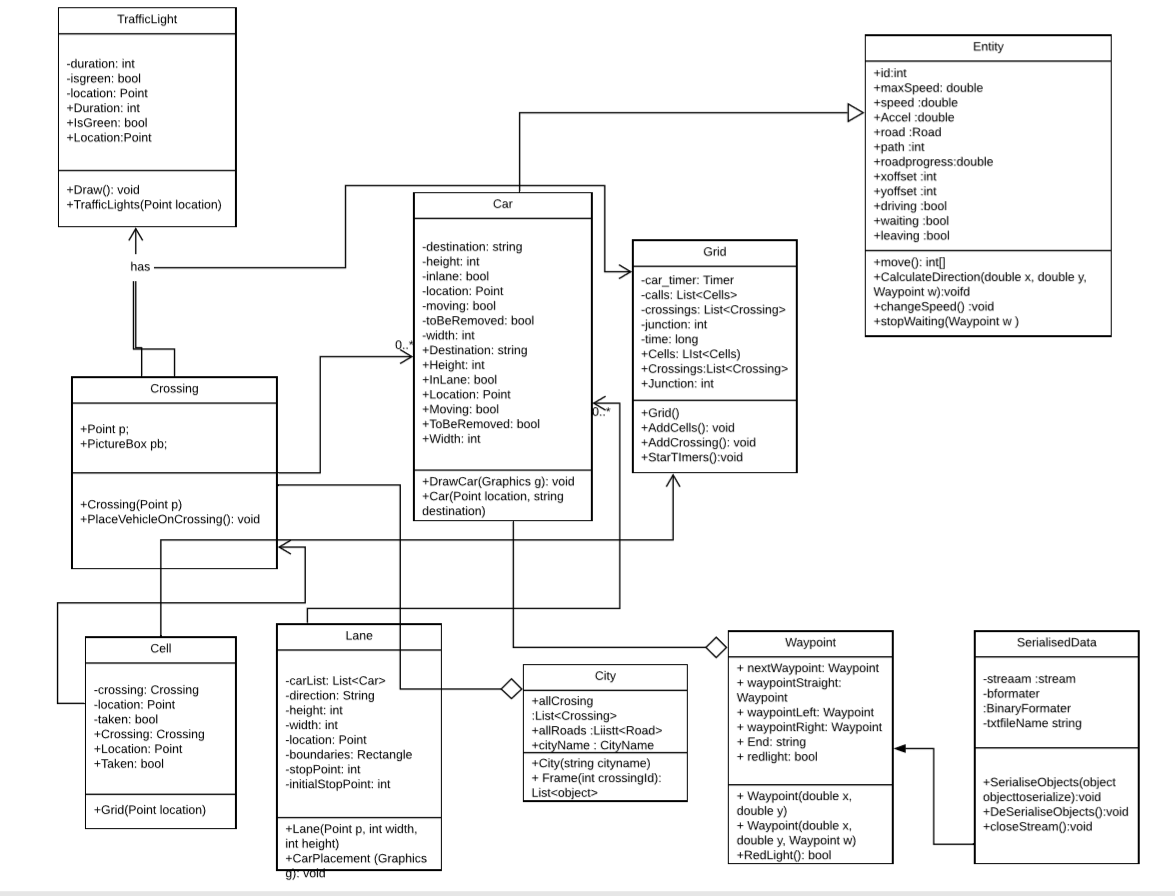 TrafficLight
-duration: int
-isgreen: bool
-location: Point
+Duration: int
+IsGreen: bool
+Location:Point
+Draw(): void
+TrafficLights(Point location)
Entity
+id:int
+maxSpeed: double
+speed :double
+Accel :double
+road :Road
+path :int
+roadprogress:double
+xoffset :int
+yoffset :int
+driving :bool
+waiting :bool
+leaving :bool
+move(): int[]
+CalculateDirection(double x, double y,
Waypoint w):voifd
+changeSpeed() :void
+stopWaiting(Waypoint w )
has
Car
-destination: string
-height: int
-inlane: bool
-location: Point
-moving: bool
-toBeRemoved: bool
-width: int
+Destination: string
+Height: int
+InLane: bool
+Location: Point
+Moving: bool
+ToBeRemoved: bool
+Width: int
+DrawCar(Graphics g): void
+Car(Point location, string
destination)
0..*
0..*
Grid
-car_timer: Timer
-calls: List<Cells>
-crossings: List<Crossing>
-junction: int
-time: long
+Cells: LIst<Cells)
+Crossings:List<Crossing>
+Junction: int
+Grid()
+AddCells(): void
+AddCrossing(): void
+StarTImers():void
Crossing
+Point p;
+PictureBox pb;
+Crossing(Point p)
+PlaceVehicleOnCrossing(): void
Cell
-crossing: Crossing
-location: Point
-taken: bool
+Crossing: Crossing
+Location: Point
+Taken: bool
+Grid(Point location)
Lane
-carList: List<Car>
-direction: String
-height: int
-width: int
-location: Point
-boundaries: Rectangle
-stopPoint: int
-initialStopPoint: int
+Lane(Point p, int width,
int height)
+CarPlacement (Graphics
g): void
City
+allCrosing
:List<Crossing>
+allRoads :Liistt<Road>
+cityName : CityName
+City(string cityname)
+ Frame(int crossingId):
List<object>
Waypoint
+ nextWaypoint: Waypoint
+ waypointStraight:
Waypoint
+ waypointLeft: Waypoint
+ waypointRight: Waypoint
+ End: string
+ redlight: bool
+ Waypoint(double x,
double y)
+ Waypoint(double x,
double y, Waypoint w)
+RedLight(): bool
SerialisedData
-streaam :stream
-bformater
:BinaryFormater
-txtfileName string
+SerialiseObjects(object
objecttoserialize):void
+DeSerialiseObjects():void
+closeStream():void